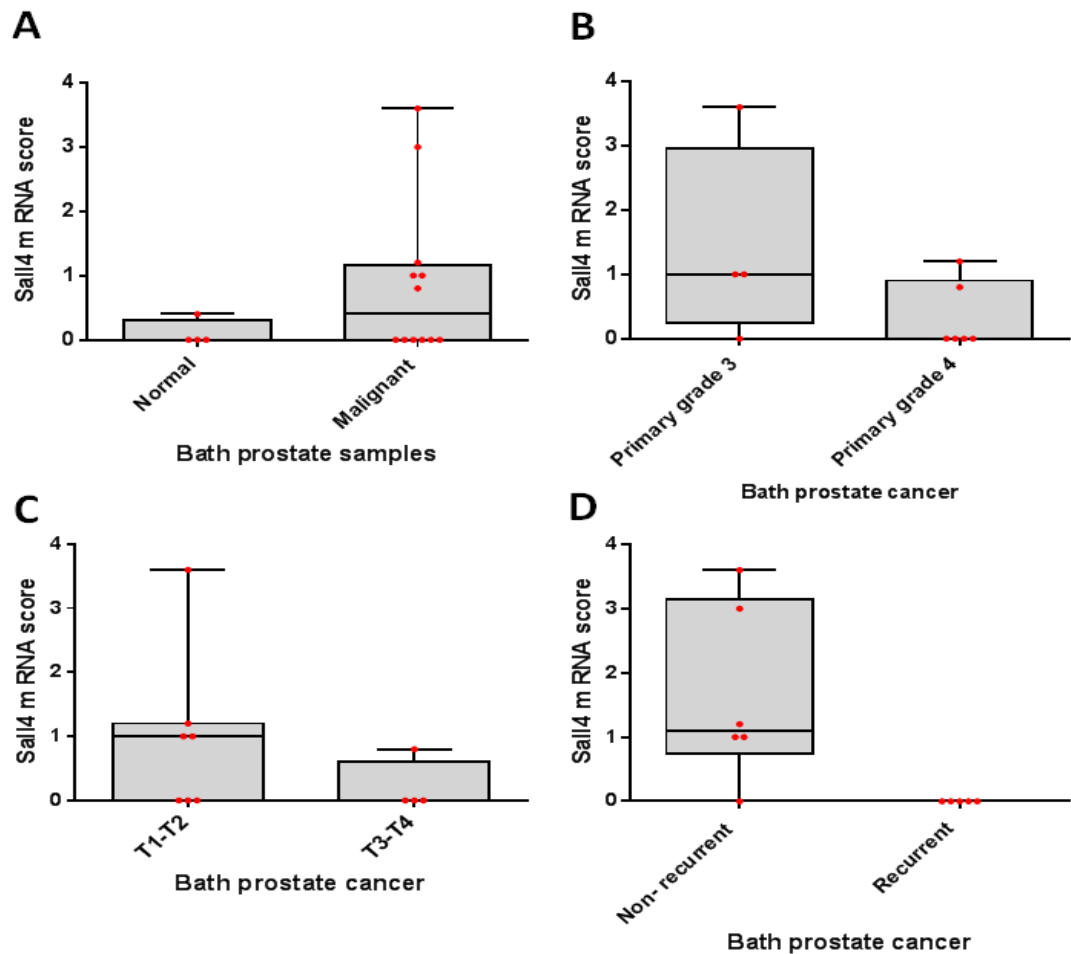 A
Sall4 m RNA score
4
3
2
1
0
Normal
Malignant
Bath prostate samples
B
Sall4 m RNA score
4
3
2
1
0
Primary grade 3
Primary grade 4
Bath prostate cancer
C
Sall4 m RNA score
4
3
2
1
0
T1-T2
T3-T4
Bath prostate cancer
D
Sall4 m RNA score
4
3
2
1
0
Non- recurrent
Recurrent
Bath prostate cancer